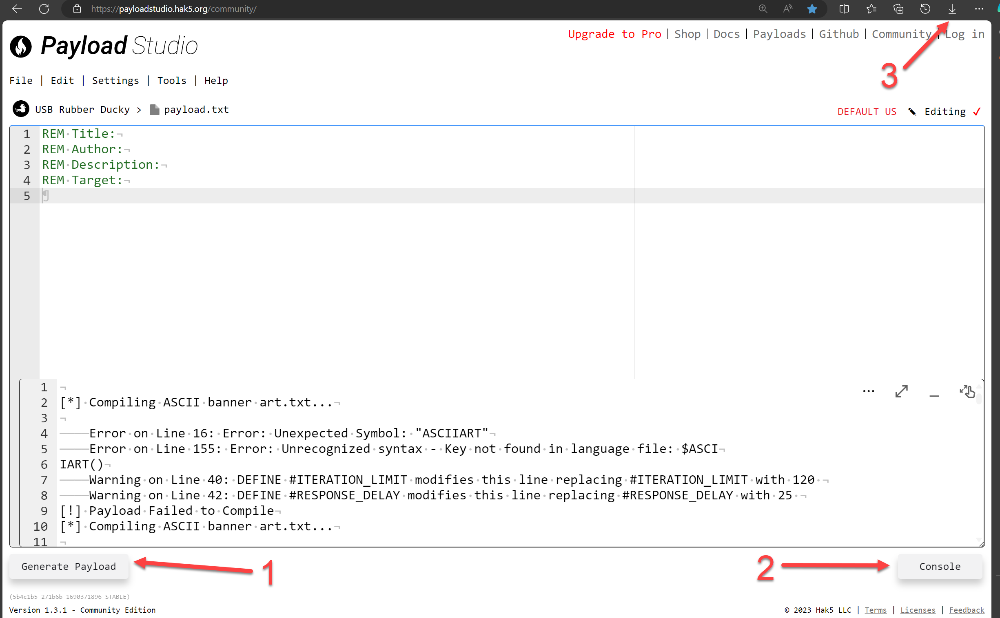 https://payloadstudio.hak5.org/community/
Upgrade to Pro | Shop | Docs | Payloads | Github | Community | Log in
Payload Studio
3
File | Edit | Settings | Tools | Help
USB Rubber Ducky > payload.txt
DEFAULT US Editing ✓
1 REM·Title:¬
2 REM·Author:¬
3 REM·Description:¬
4 REM·Target:¬
5 ¶
1 ¬
2 [*]·Compiling·ASCII·banner·art.txt...¬
3 ¬
4 ————Error·on·Line·16:·Error:·Unexpected·Symbol:·"ASCIIART"¬
5 ————Error·on·Line·155:·Error:·Unrecognized·syntax·-·Key·not·found·in·language·file:·$ASCI¬
6 IART()¬
7 ————Warning·on·Line·40:·DEFINE·#ITERATION_LIMIT·modifies·this·line·replacing·#ITERATION_LIMIT·with·120·¬
8 ————Warning·on·Line·42:·DEFINE·#RESPONSE_DELAY·modifies·this·line·replacing·#RESPONSE_DELAY·with·25·¬
9 [!]·Payload·Failed·to·Compile¬
10 [*]·Compiling·ASCII·banner·art.txt...¬
11 ¬
Generate Payload 1 2 Console
(5b4c1b5-271b6b-1690371896-STABLE)
Version 1.3.1 - Community Edition
© 2023 Hak5 LLC | Terms | Licenses | Feedback